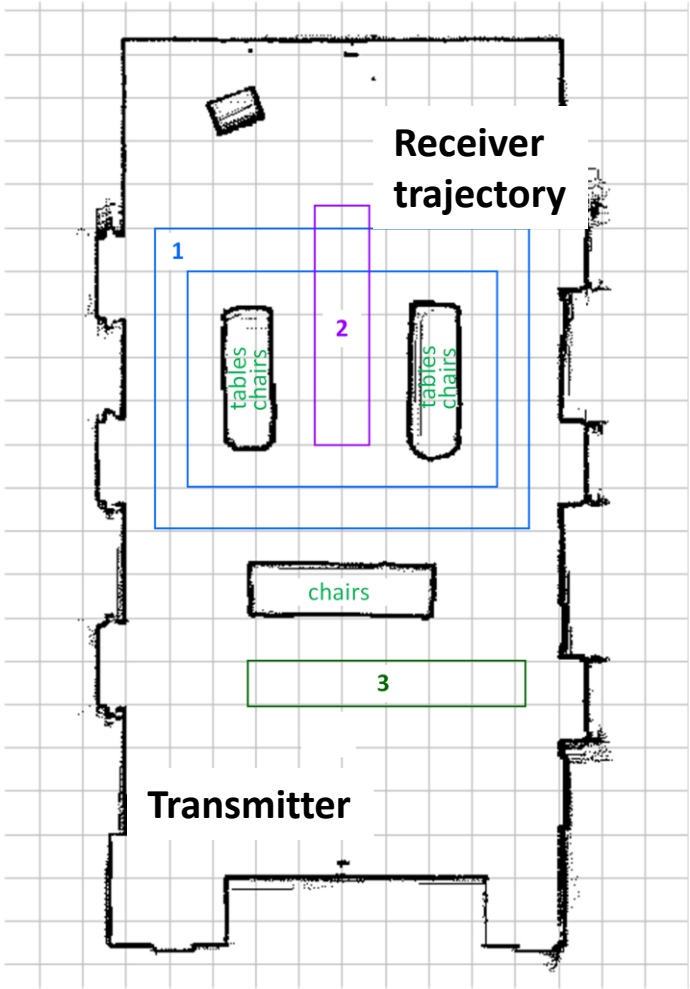 Receiver
trajectory
1
2
tables
chairs
tables
chairs
chairs
3
Transmitter